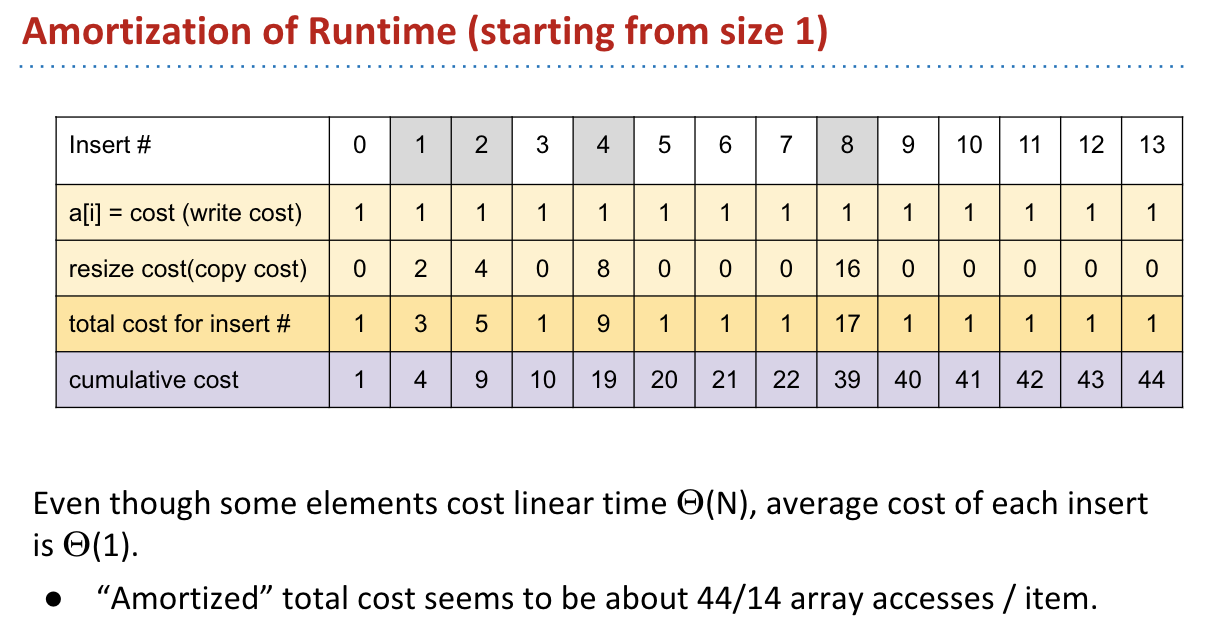 Amortization of Runtime (starting from size 1)
Insert # 0 1 2 3 4 5 6 7 8 9 10 11 12 13
a[i] = cost (write cost) 1 1 1 1 1 1 1 1 1 1 1 1 1 1
resize cost(copy cost) 0 2 4 0 8 0 0 0 16 0 0 0 0 0
total cost for insert # 1 3 5 1 9 1 1 1 17 1 1 1 1 1
cumulative cost 1 4 9 10 19 20 21 22 39 40 41 42 43 44
Even though some elements cost linear time Θ(N), average cost of each insert
is Θ(1).
● “Amortized” total cost seems to be about 44/14 array accesses / item.